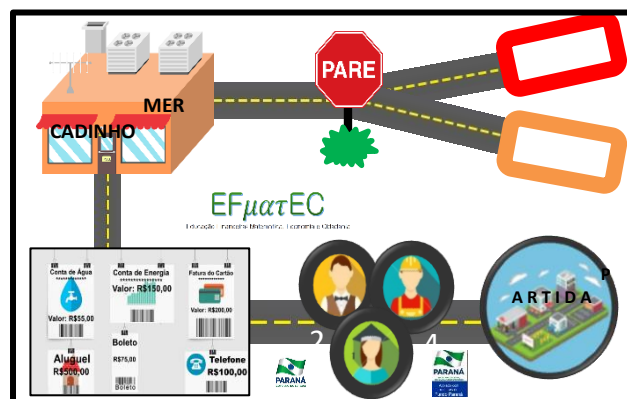 PARE
MER
CADINHO
EFματEC
Conta de Água
Valor: R$55,00
Conta de Energia
Valor: R$150,00
Fatura do Cartão
Valor: R$200,00
Aluguel
R$500,00
Boleto
R$75,00
Boleto
Telefone
R$100,00
2
4
PARANÁ
PARANÁ
P
ARTIDA